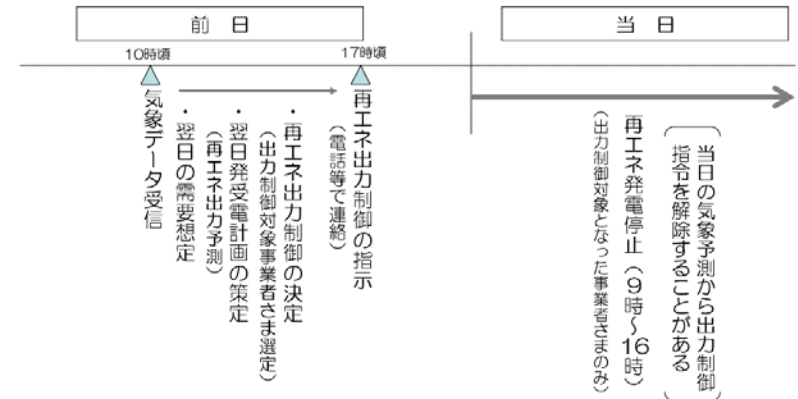 前 日
当 日
10時頃
17時頃
気象データ受信
・翌日の需要想定
（再エネ出力予測）
・翌日発受電計画の策定
（出力制御対象事業者さま選定）
・再エネ出力制御の決定
再エネ出力制御の指示
（電話等で連絡）
再エネ発電停止（9時～16時）
（出力制御対象となった事業者さまのみ）
当日の気象予測から出力制御
指令を解除することがある